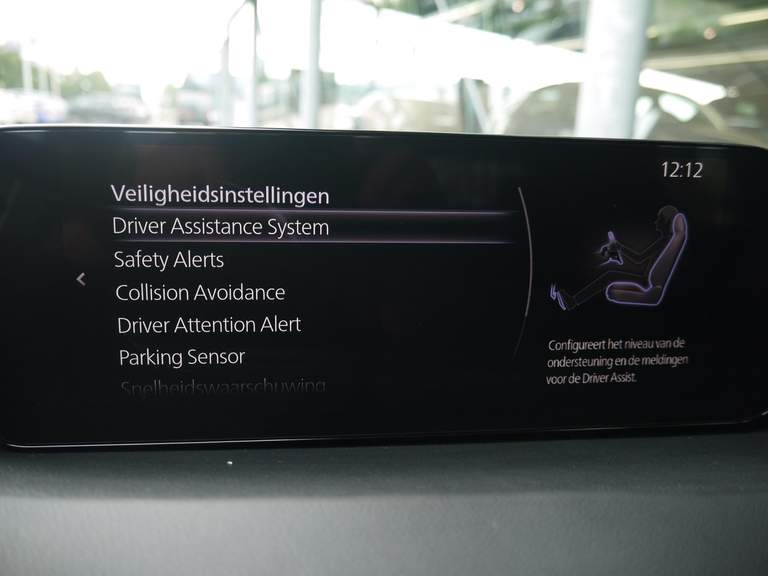 12:12
Veiligheidsinstellingen
Driver Assistance System
Safety Alerts
Collision Avoidance
Driver Attention Alert
Parking Sensor
Snelheidswaarschuwing
Configureert het niveau van de
ondersteuning en de meldingen
voor de Driver Assist.